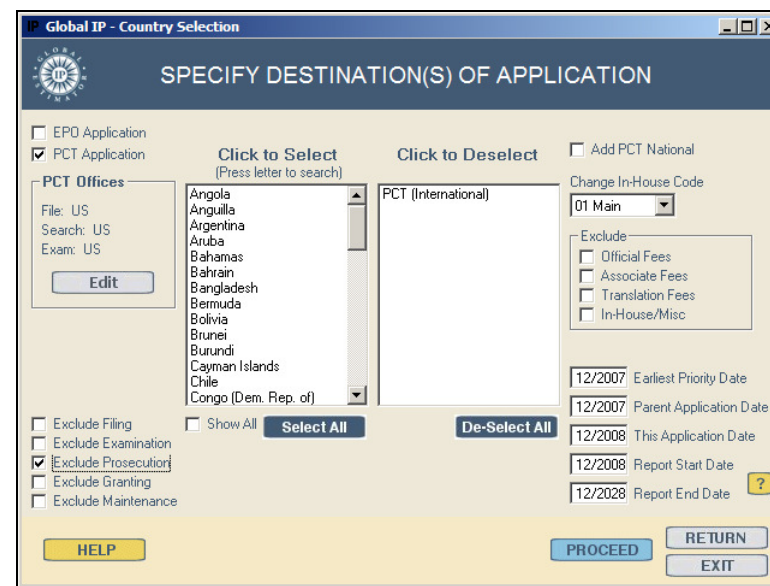 IP Global IP - Country Selection
GLOBAL IP ESTIMATOR
SPECIFY DESTINATION(S) OF APPLICATION
EPO Application
PCT Application
PCT Offices
File: US
Search: US
Exam: US
Edit
Click to Select
(Press letter to search)
Angola
Anguilla
Argentina
Aruba
Bahamas
Bahrain
Bangladesh
Bermuda
Bolivia
Brunei
Burundi
Cayman Islands
Chile
Congo (Dem. Rep. of)
Show All
Select All
Click to Deselect
PCT (International)
De-Select All
Add PCT National
Change In-House Code
01 Main
Exclude
Official Fees
Associate Fees
Translation Fees
In-House/Misc
12/2007 Earliest Priority Date
12/2007 Parent Application Date
12/2008 This Application Date
12/2008 Report Start Date
12/2028 Report End Date
?
Exclude Filing
Exclude Examination
Exclude Prosecution
Exclude Granting
Exclude Maintenance
HELP
PROCEED
RETURN
EXIT